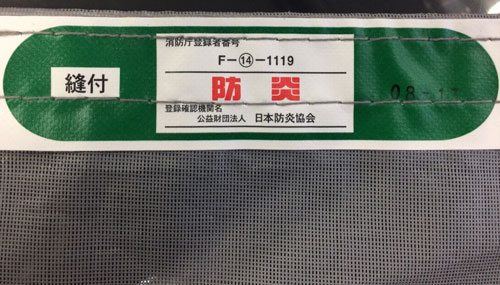 消防庁登録者番号
F-⑭-1119
縫付
防炎
登録確認機関名
公益財団法人 日本防炎協会